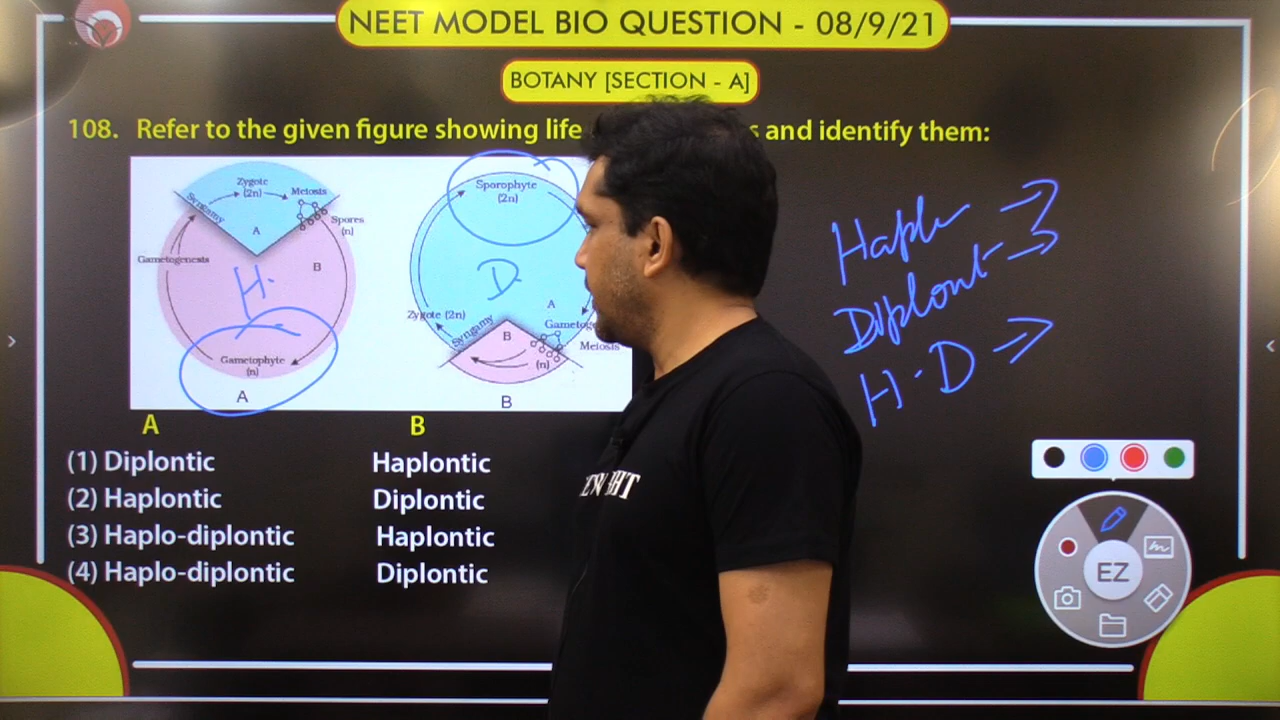 NEET MODEL BIO QUESTION - 08/9/21
BOTANY [SECTION - A]
108. Refer to the given figure showing life s and identify them:
Zygote
(2n)
Meiosis
Syngamy
Spores
(n)
A
B
Gametogenesis
H.
Gametophyte
(n)
A
Sporophyte
(2n)
D
A
Zygote (2n)
Syngamy
Gametog
Meiosis
B
(n)
B
Haplo
Diplont
H.D
A B
(1) Diplontic Haplontic
(2) Haplontic Diplontic
(3) Haplo-diplontic Haplontic
(4) Haplo-diplontic Diplontic
EZ